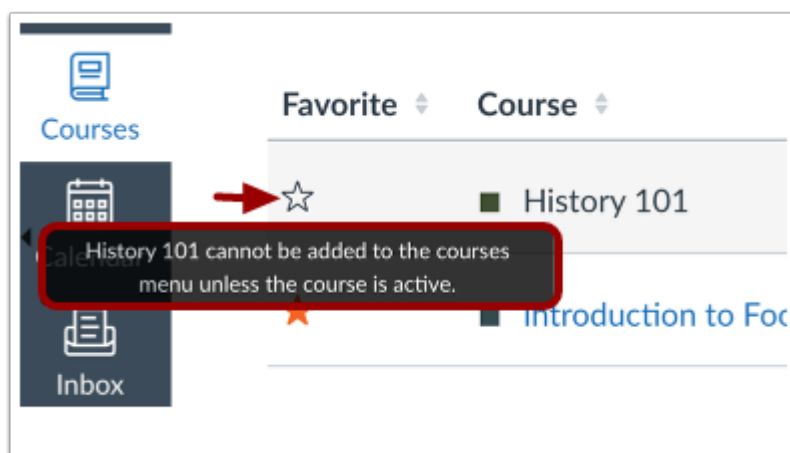 Courses
Favorite
Course
History 101
Calendar
History 101 cannot be added to the courses
menu unless the course is active.
Introduction to Foo
Inbox